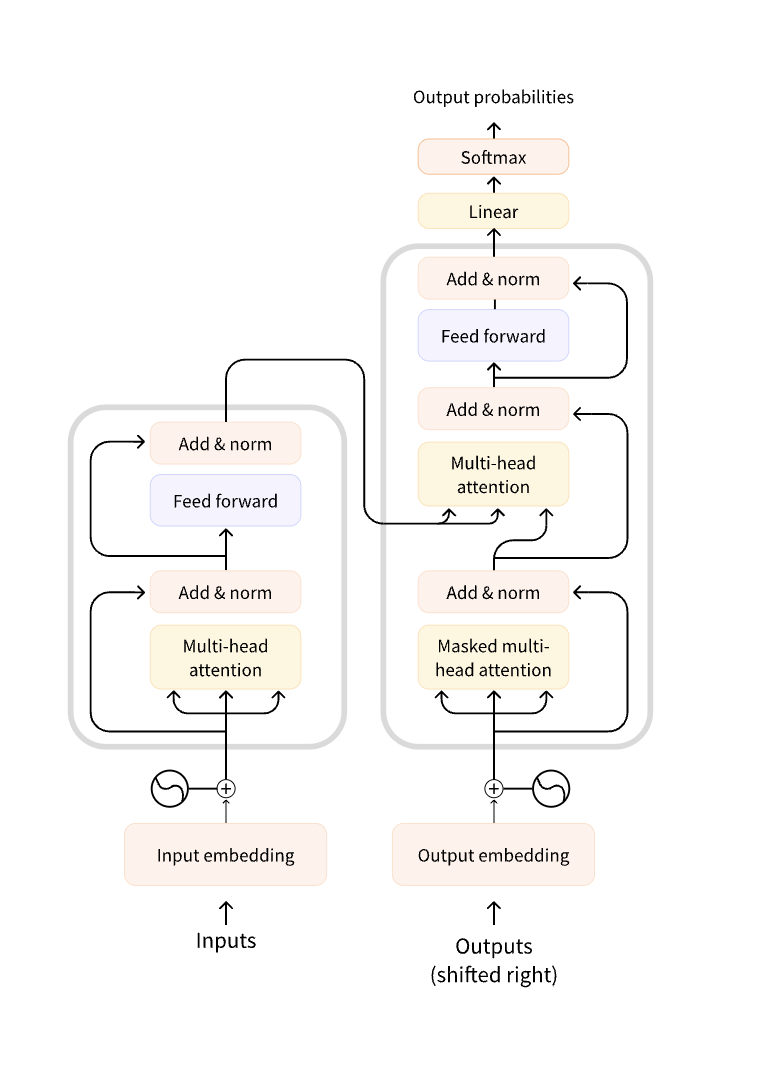 Output probabilities
Softmax
Linear
Add & norm
Feed forward
Add & norm
Multi-head
attention
Add & norm
Masked multi-
head attention
Add & norm
Feed forward
Add & norm
Multi-head
attention
Input embedding
Output embedding
Inputs
Outputs
(shifted right)